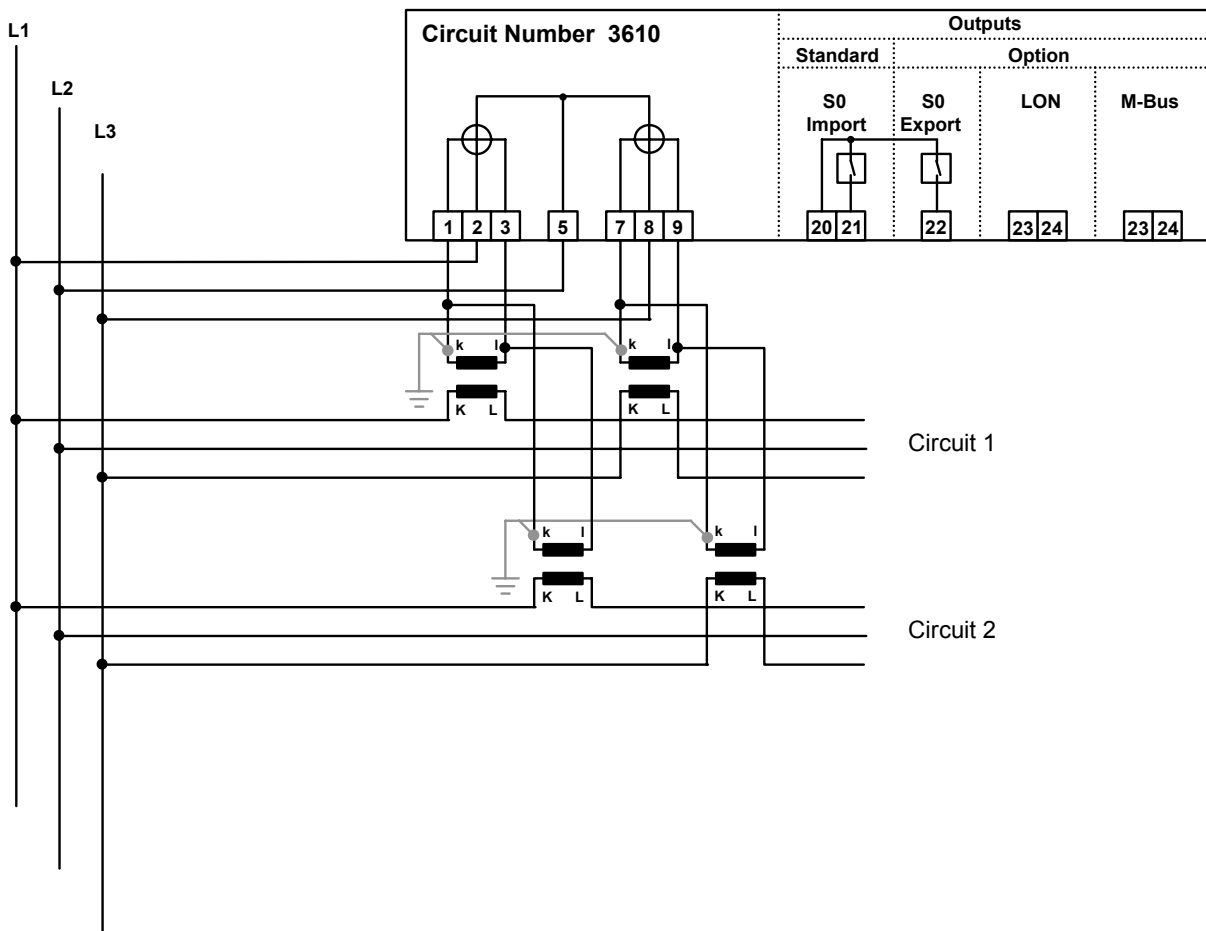 L1
L2
L3
Circuit Number 3610
Outputs
Standard
Option
S0
Import
S0
Export
LON
M-Bus
1 2 3 5 7 8 9 20 21 22 23 24 23 24
k l k l
K L K L
Circuit 1
k l k l
K L K L
Circuit 2